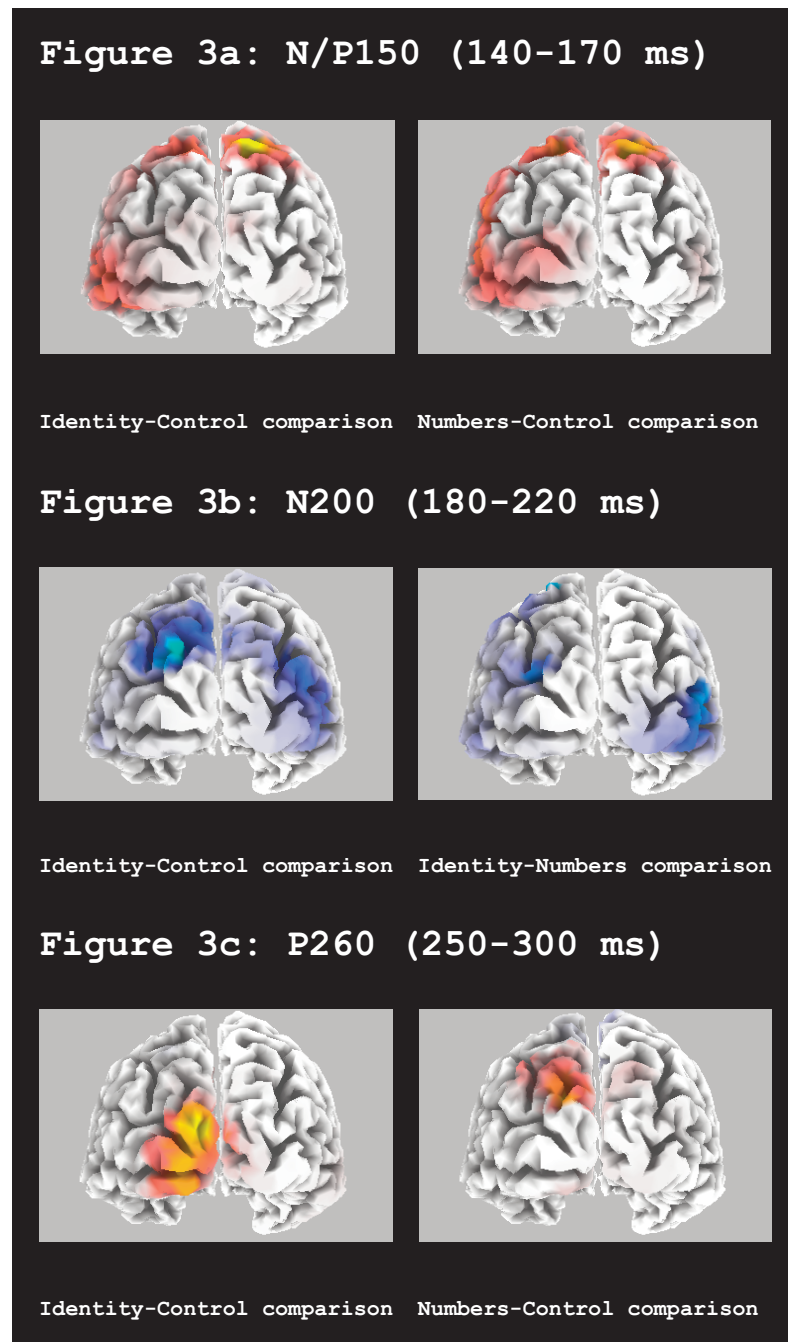 Figure 3a: N/P150 (140-170 ms)
Identity-Control comparison
Numbers-Control comparison
Figure 3b: N200 (180-220 ms)
Identity-Control comparison
Identity-Numbers comparison
Figure 3c: P260 (250-300 ms)
Identity-Control comparison
Numbers-Control comparison